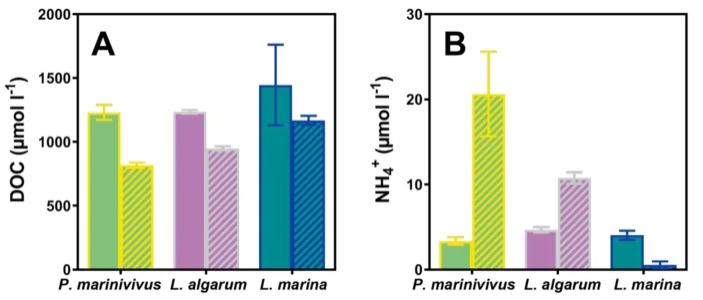 A
DOC (µmol l⁻¹)
2000
1500
1000
500
0
P. marinivivus L. algarum L. marina
B
NH₄⁺ (µmol l⁻¹)
30
20
10
0
P. marinivivus L. algarum L. marina